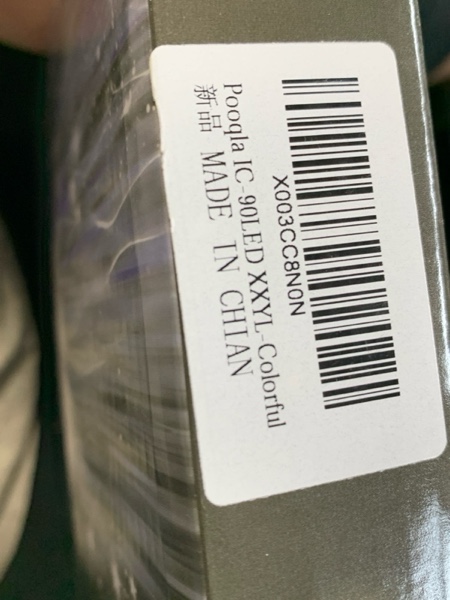 X003CC8N0N
Pooqla IC-90LED XXYL-Colorful
新品 MADE IN CHIAN